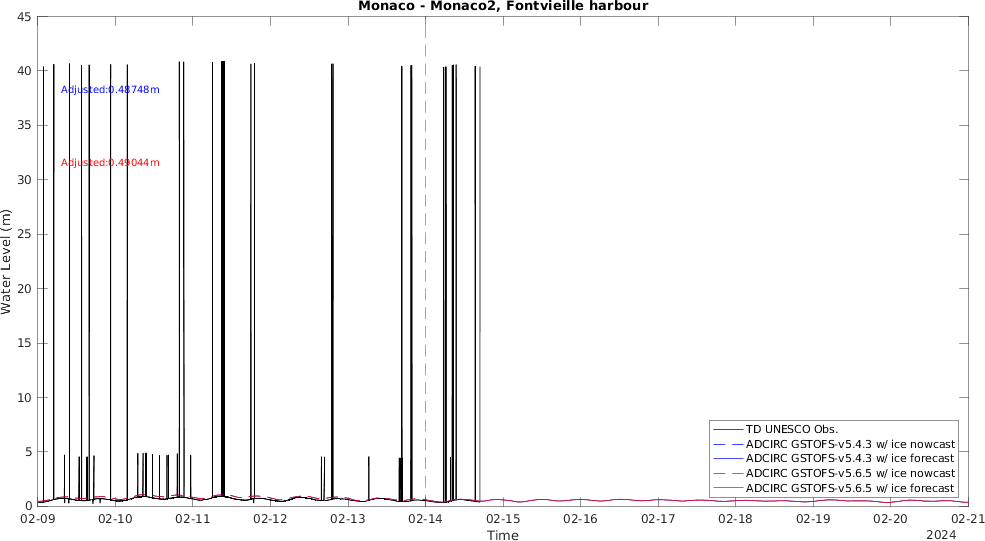 Monaco - Monaco2, Fontvieille harbour
45
40
35
30
25
20
15
10
5
0
Water Level (m)
Adjusted:0.48748m
Adjusted:0.49044m
TD UNESCO Obs.
ADCIRC GSTOFS-v5.4.3 w/ ice nowcast
ADCIRC GSTOFS-v5.4.3 w/ ice forecast
ADCIRC GSTOFS-v5.6.5 w/ ice nowcast
ADCIRC GSTOFS-v5.6.5 w/ ice forecast
02-09 02-10 02-11 02-12 02-13 02-14 02-15 02-16 02-17 02-18 02-19 02-20 02-21
Time
2024